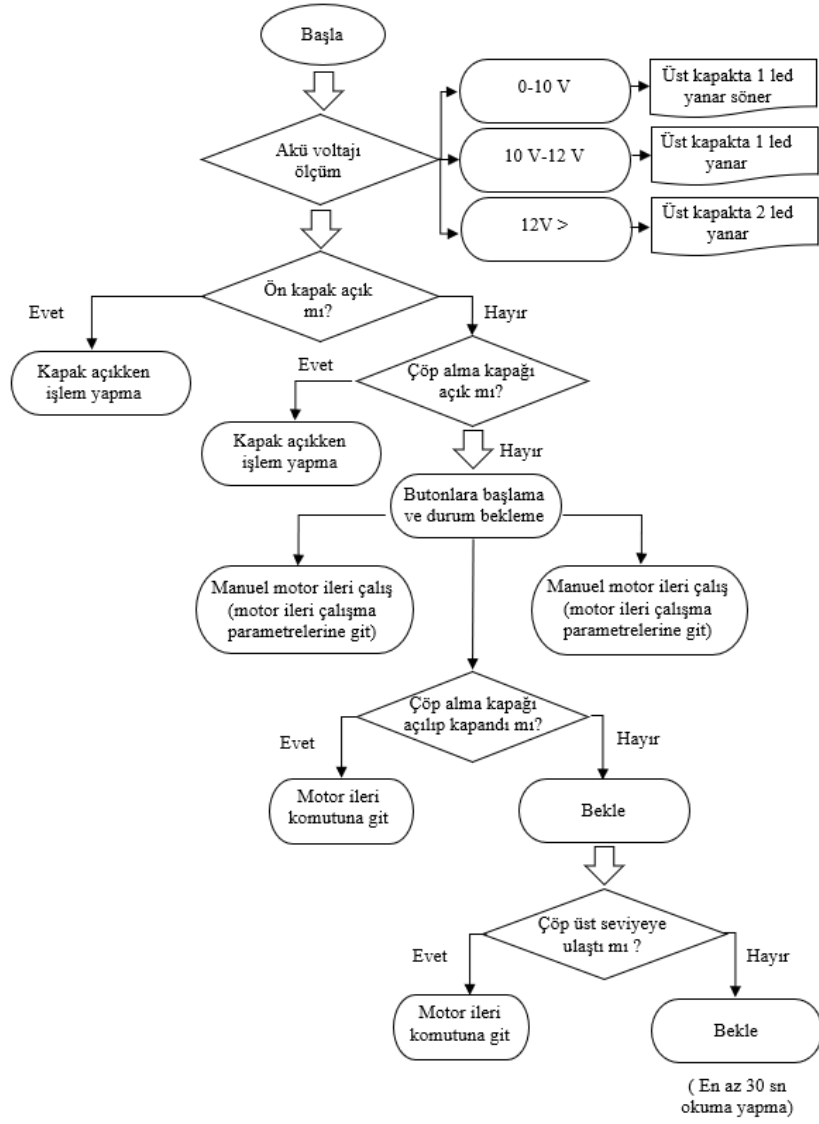 Başla
Akü voltajı
ölçüm
0-10 V
Üst kapakta 1 led
yanar söner
10 V-12 V
Üst kapakta 1 led
yanar
12V >
Üst kapakta 2 led
yanar
Ön kapak açık
mı?
Evet
Hayır
Kapak açıkken
işlem yapma
Çöp alma kapağı
açık mı?
Evet
Kapak açıkken
işlem yapma
Hayır
Butonlara başlama
ve durum bekleme
Manuel motor ileri çalış
(motor ileri çalışma
parametrelerine git)
Manuel motor ileri çalış
(motor ileri çalışma
parametrelerine git)
Çöp alma kapağı
açılıp kapandı mı?
Evet
Hayır
Motor ileri
komutuna git
Bekle
Çöp üst seviyeye
ulaştı mı ?
Evet
Hayır
Motor ileri
komutuna git
Bekle
( En az 30 sn
okuma yapma)